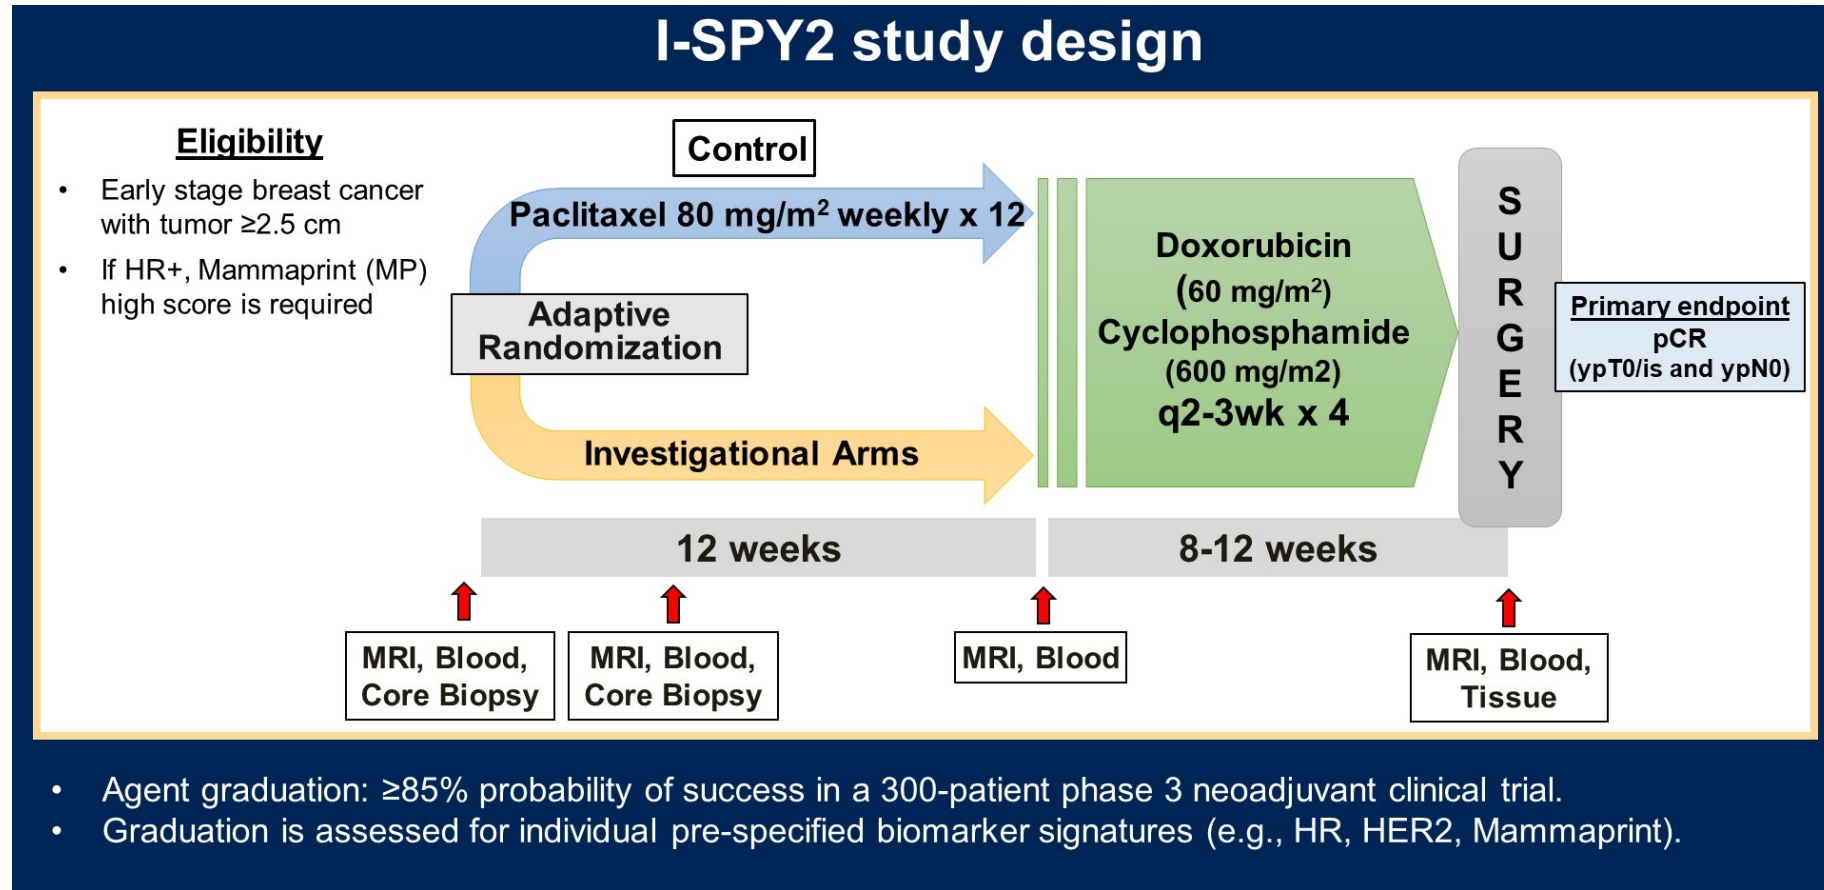 I-SPY2 study design
Eligibility
• Early stage breast cancer
with tumor ≥2.5 cm
• If HR+, Mammaprint (MP)
high score is required
Control
Paclitaxel 80 mg/m² weekly x 12
Adaptive
Randomization
Investigational Arms
Doxorubicin
(60 mg/m²)
Cyclophosphamide
(600 mg/m2)
q2-3wk x 4
S
U
R
G
E
R
Y
Primary endpoint
pCR
(ypT0/is and ypN0)
12 weeks
8-12 weeks
MRI, Blood,
Core Biopsy
MRI, Blood,
Core Biopsy
MRI, Blood
MRI, Blood,
Tissue
• Agent graduation: ≥85% probability of success in a 300-patient phase 3 neoadjuvant clinical trial.
• Graduation is assessed for individual pre-specified biomarker signatures (e.g., HR, HER2, Mammaprint).